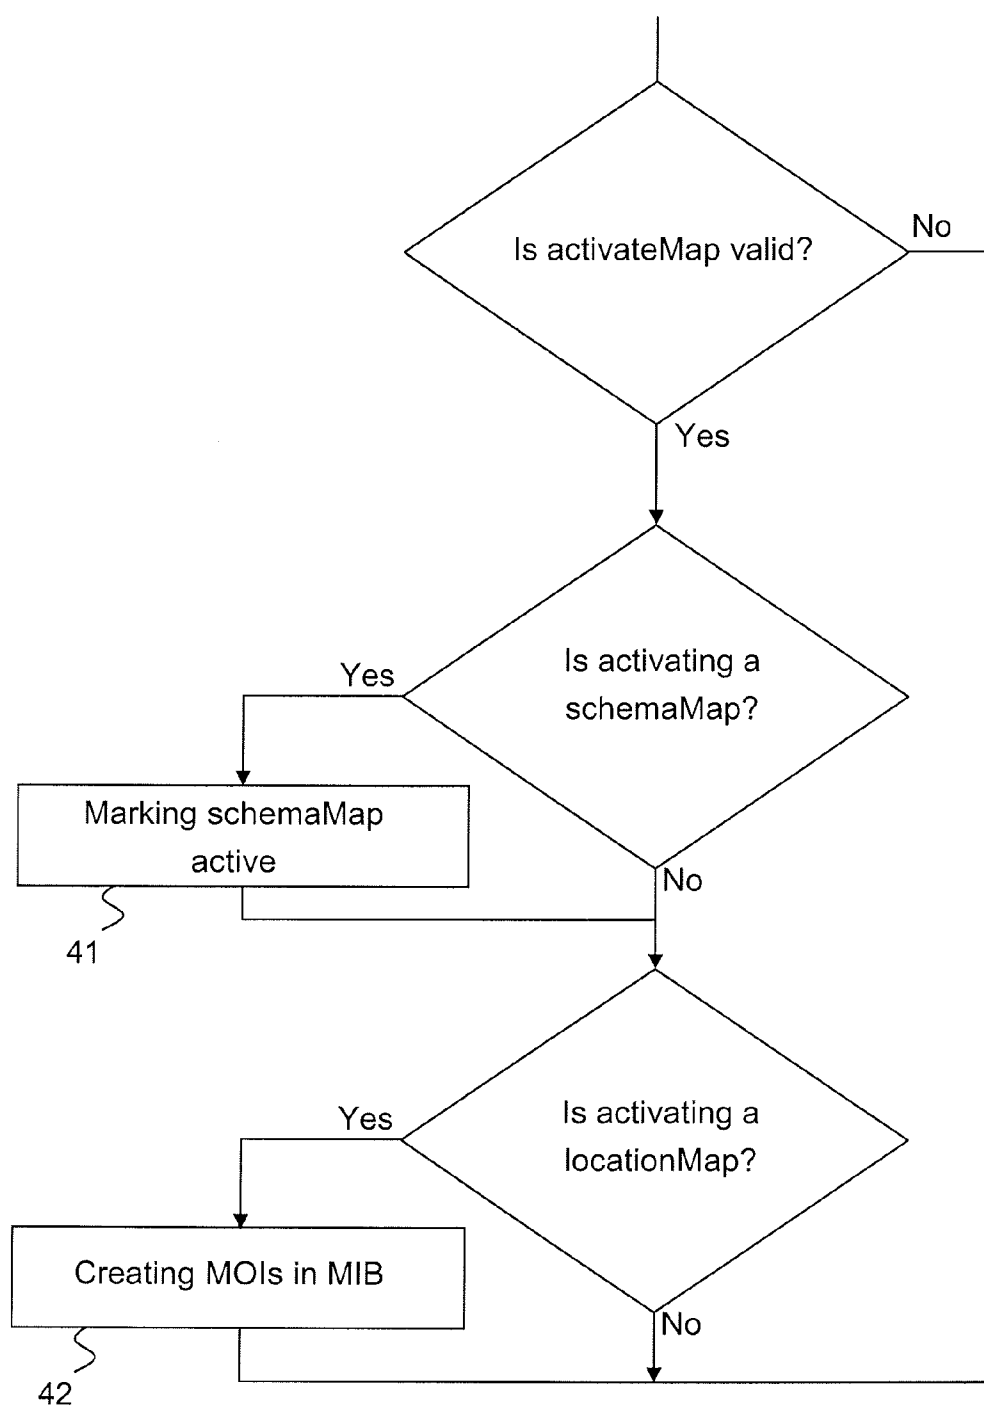 Is activateMap valid?
No
Yes
Is activating a
schemaMap?
Yes
No
Marking schemaMap
active
41
Is activating a
locationMap?
Yes
No
Creating MOIs in MIB
42